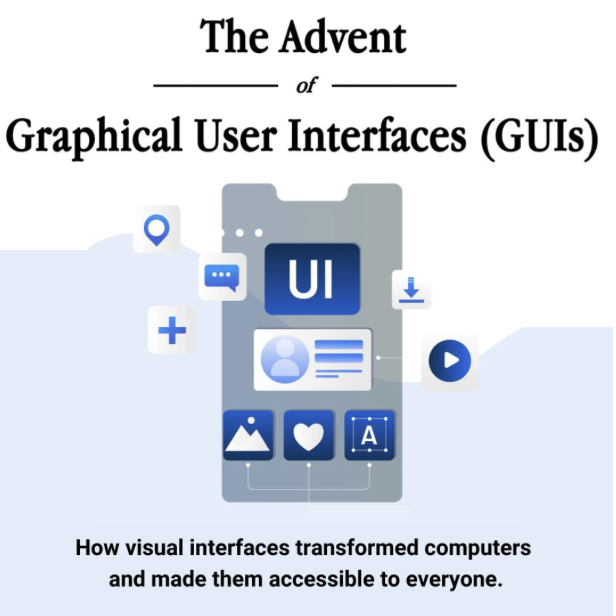 The Advent
of
Graphical User Interfaces (GUIs)
UI
A
How visual interfaces transformed computers
and made them accessible to everyone.